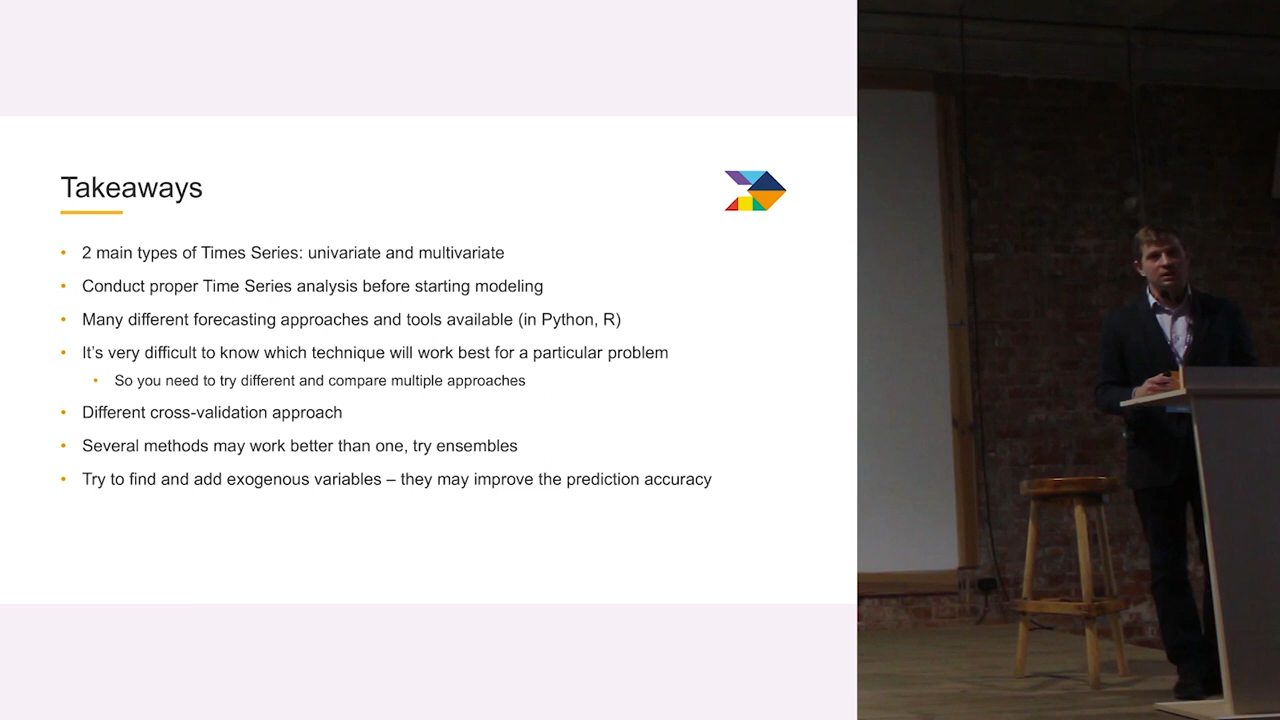 Takeaways
• 2 main types of Times Series: univariate and multivariate
• Conduct proper Time Series analysis before starting modeling
• Many different forecasting approaches and tools available (in Python, R)
• It’s very difficult to know which technique will work best for a particular problem
• So you need to try different and compare multiple approaches
• Different cross-validation approach
• Several methods may work better than one, try ensembles
• Try to find and add exogenous variables – they may improve the prediction accuracy